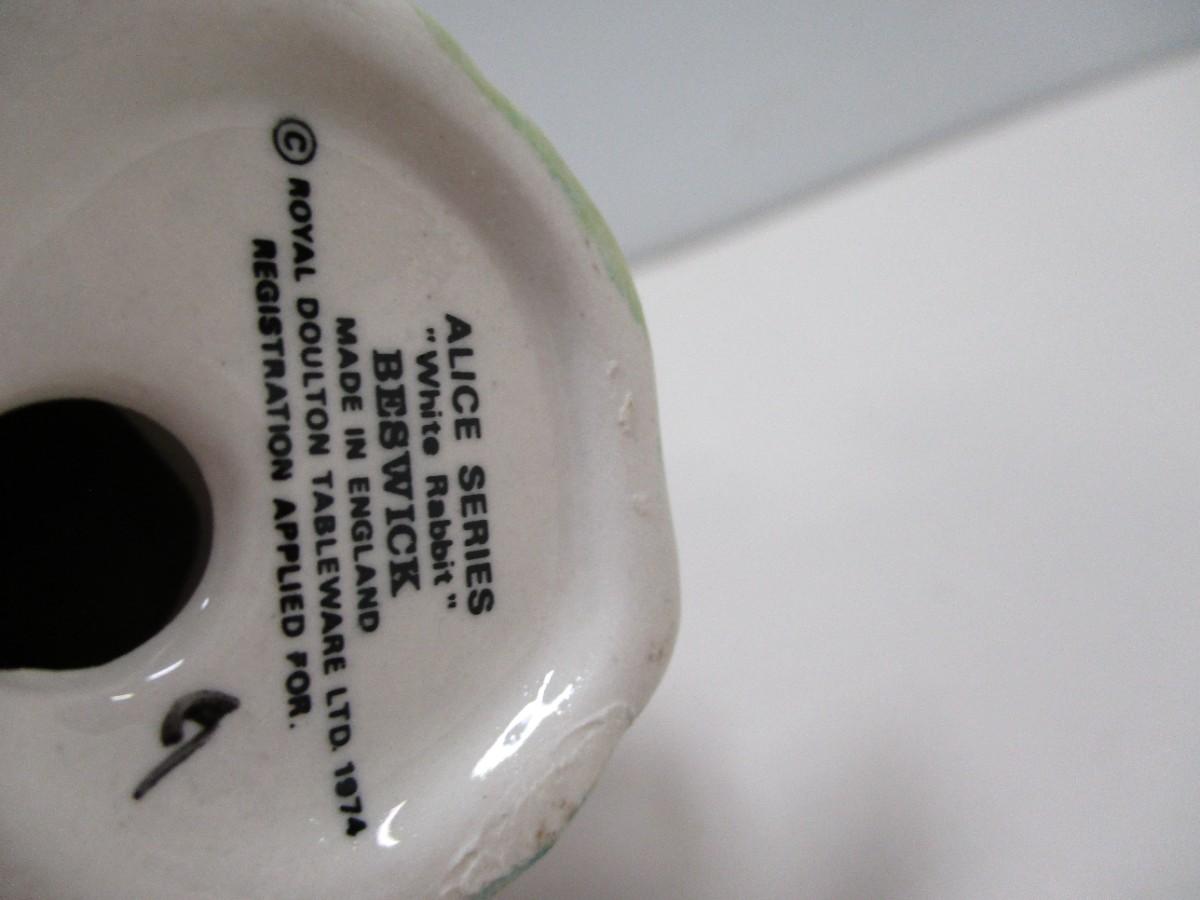 ALICE SERIES
"White Rabbit"
BESWICK
MADE IN ENGLAND
© ROYAL DOULTON TABLEWARE LTD. 1974
REGISTRATION APPLIED FOR.